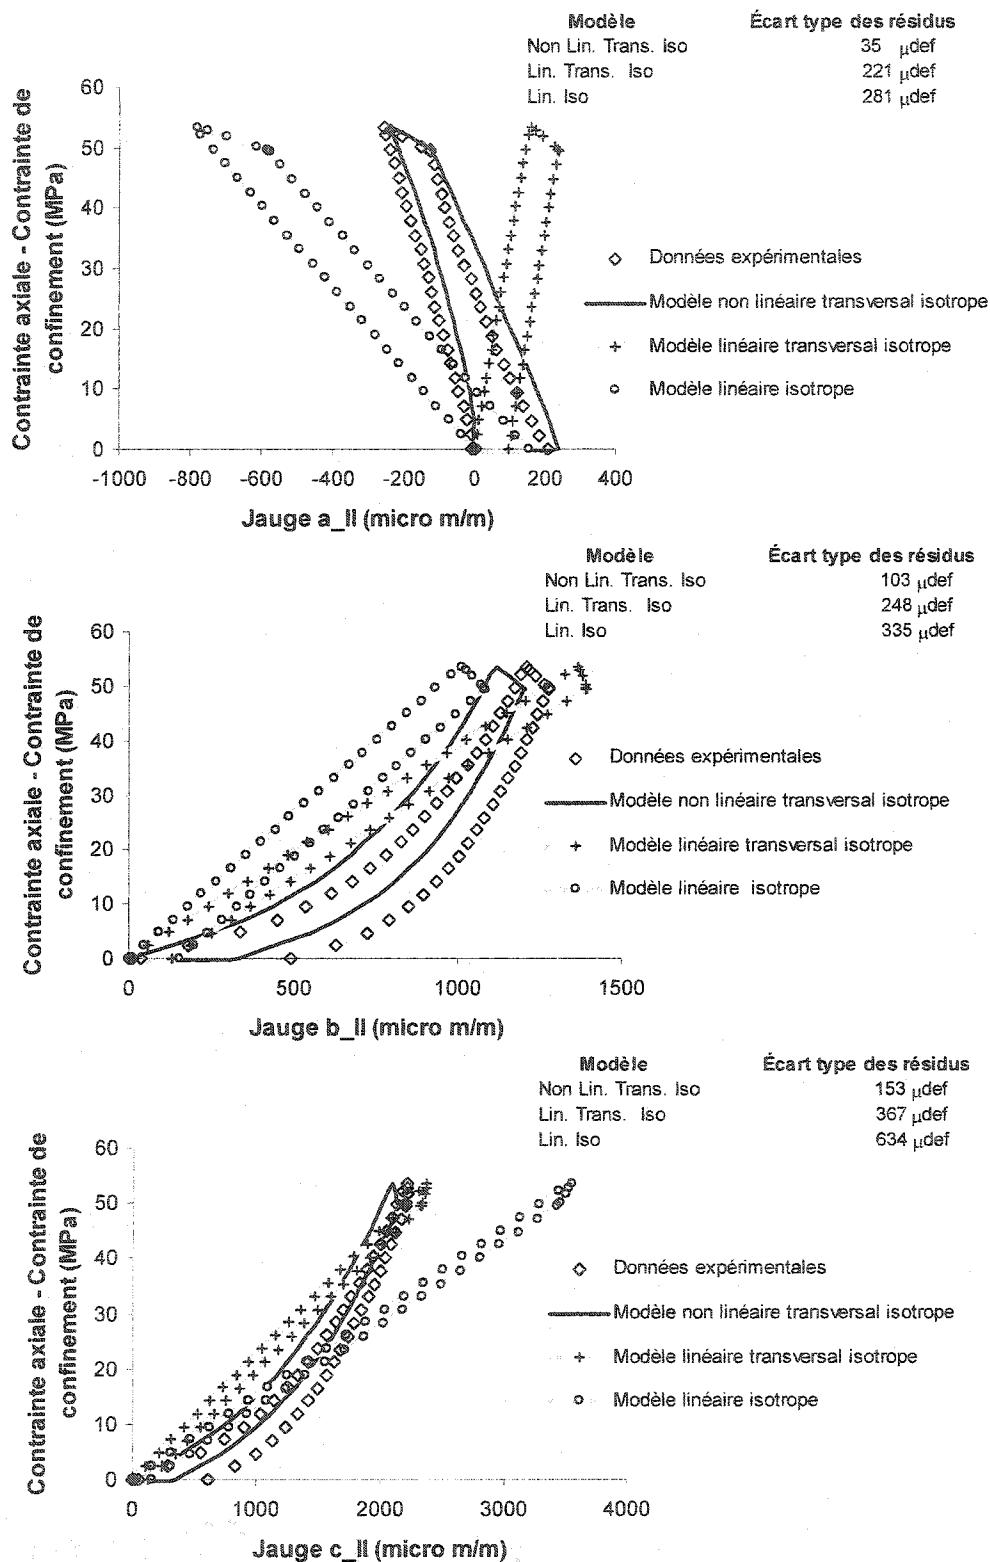 Modèle Écart type des résidus
Non Lin. Trans. Iso 35 μdef
Lin. Trans. Iso 221 μdef
Lin. Iso 281 μdef
Contrainte axiale - Contrainte de
confinement (MPa)
60
50
40
30
20
10
0
-1000 -800 -600 -400 -200 0 200 400
Jauge a_II (micro m/m)
Données expérimentales
Modèle non linéaire transversal isotrope
Modèle linéaire transversal isotrope
Modèle linéaire isotrope
Modèle Écart type des résidus
Non Lin. Trans. Iso 103 μdef
Lin. Trans. Iso 248 μdef
Lin. Iso 335 μdef
Contrainte axiale - Contrainte de
confinement (MPa)
60
50
40
30
20
10
0
0 500 1000 1500
Jauge b_II (micro m/m)
Données expérimentales
Modèle non linéaire transversal isotrope
Modèle linéaire transversal isotrope
Modèle linéaire isotrope
Modèle Écart type des résidus
Non Lin. Trans. Iso 153 μdef
Lin. Trans. Iso 367 μdef
Lin. Iso 634 μdef
Contrainte axiale - Contrainte de
confinement (MPa)
60
50
40
30
20
10
0
0 1000 2000 3000 4000
Jauge c_II (micro m/m)
Données expérimentales
Modèle non linéaire transversal isotrope
Modèle linéaire transversal isotrope
Modèle linéaire isotrope